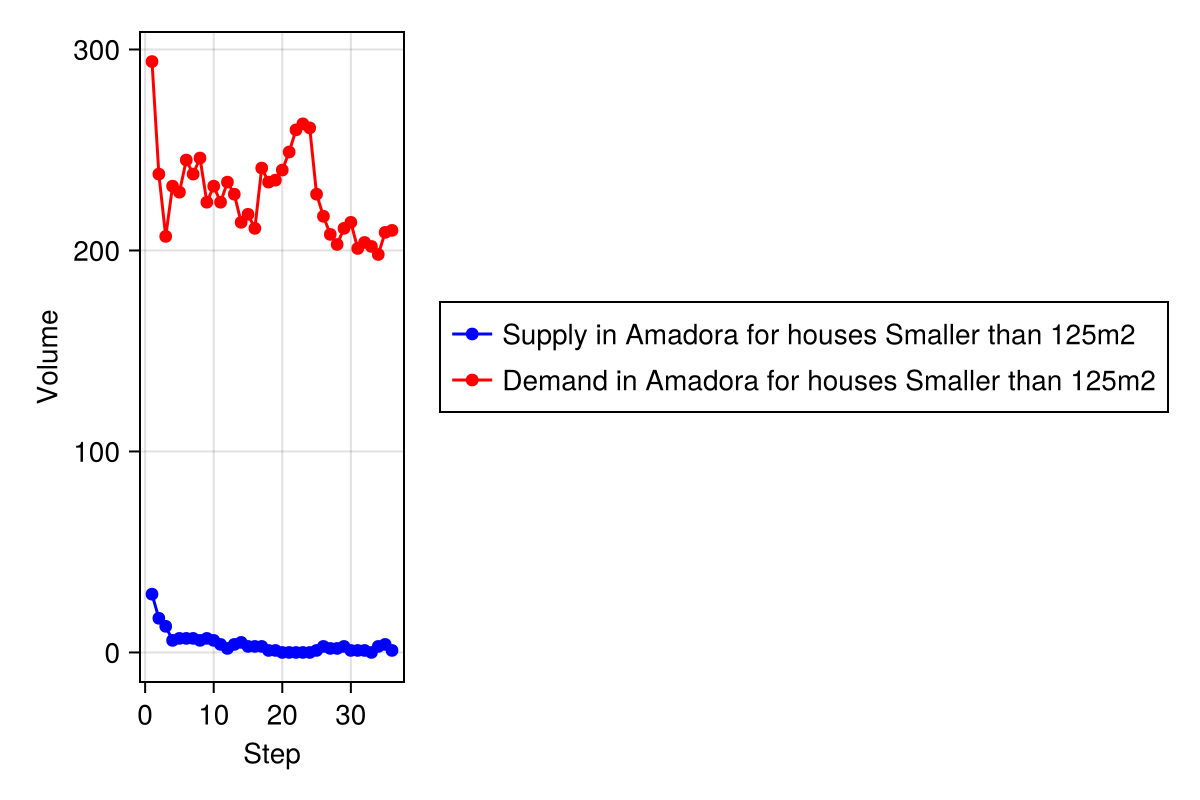 300
200
100
0
Volume
0 10 20 30
Step
Supply in Amadora for houses Smaller than 125m2
Demand in Amadora for houses Smaller than 125m2